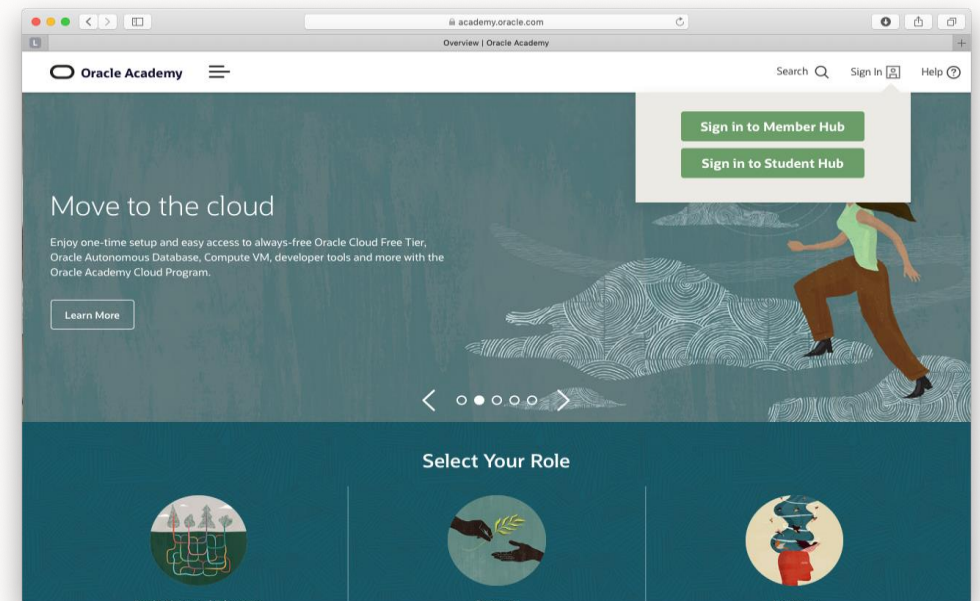 academy.oracle.com
L
Overview | Oracle Academy
+
Oracle Academy
Search
Sign In
Help ?
Sign in to Member Hub
Sign in to Student Hub
Move to the cloud
Enjoy one-time setup and easy access to always-free Oracle Cloud Free Tier,
Oracle Autonomous Database, Compute VM, developer tools and more with the
Oracle Academy Cloud Program.
Learn More
Select Your Role